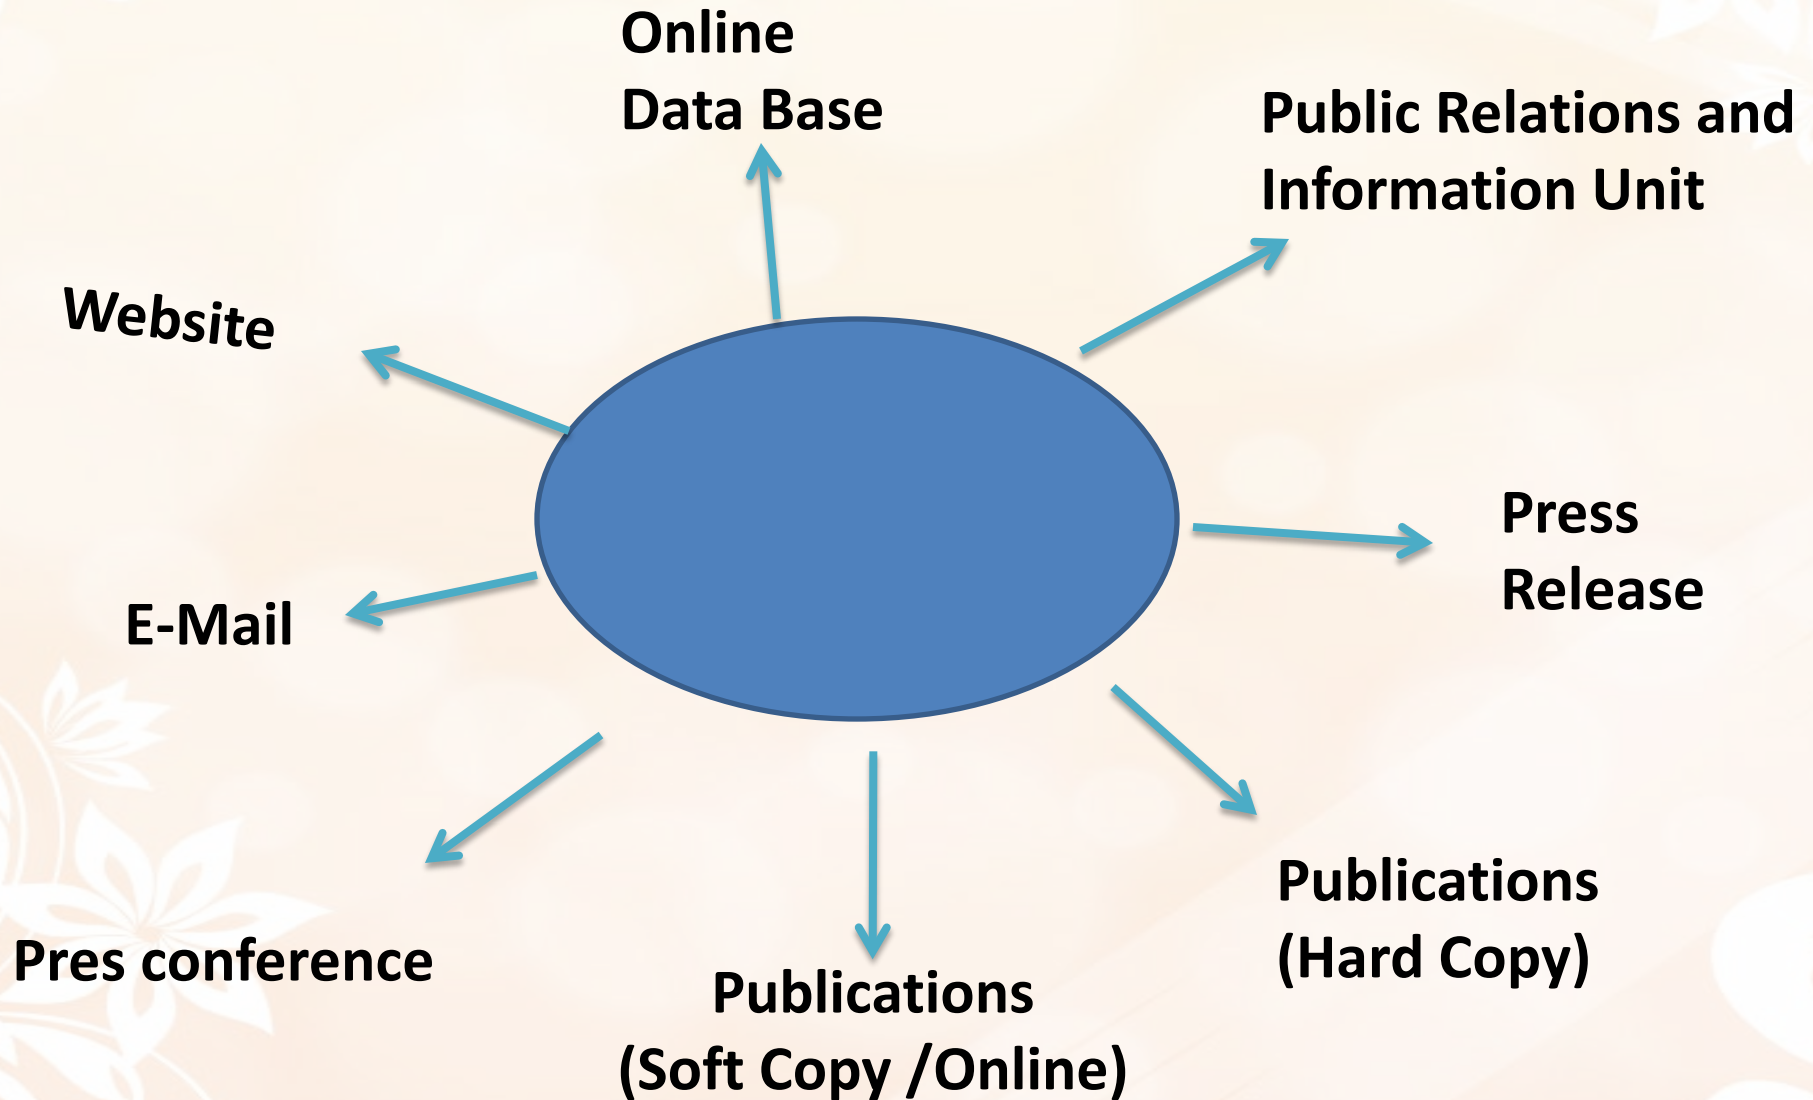 Online
Data Base
Public Relations and
Information Unit
Website
Press
Release
E-Mail
Publications
(Hard Copy)
Pres conference
Publications
(Soft Copy /Online)